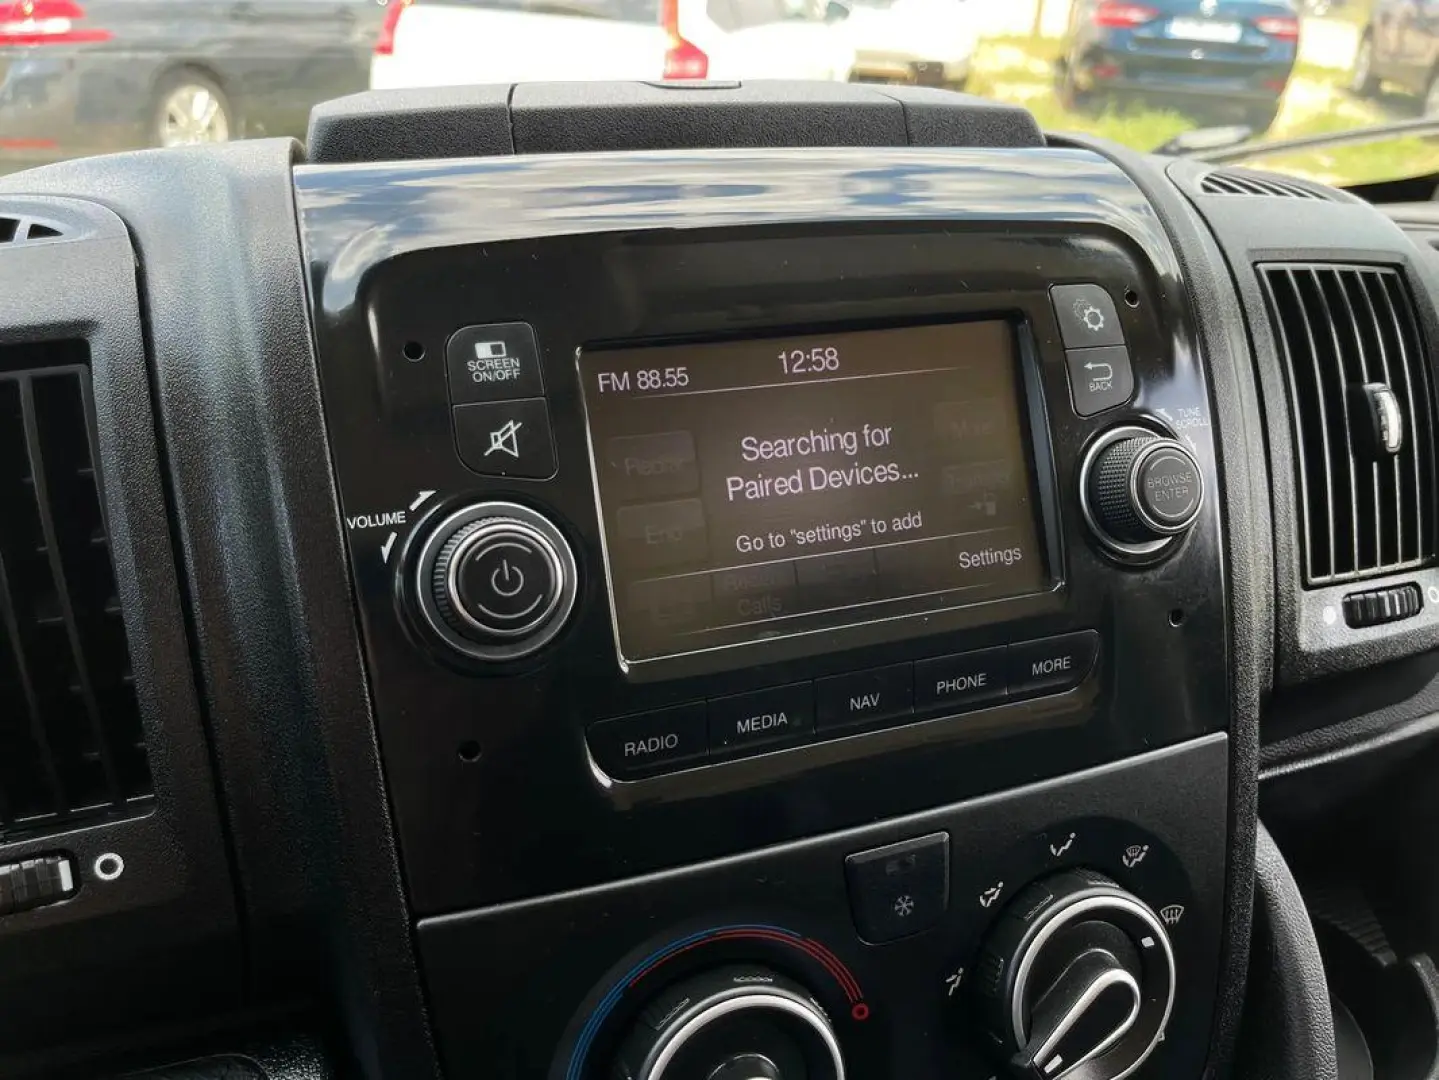 SCREEN
ON/OFF
VOLUME
FM 88.55
12:58
Searching for
Paired Devices...
Go to "settings" to add
Settings
Calls
BACK
TUNE
SCROLL
BROWSE
ENTER
RADIO
MEDIA
NAV
PHONE
MORE